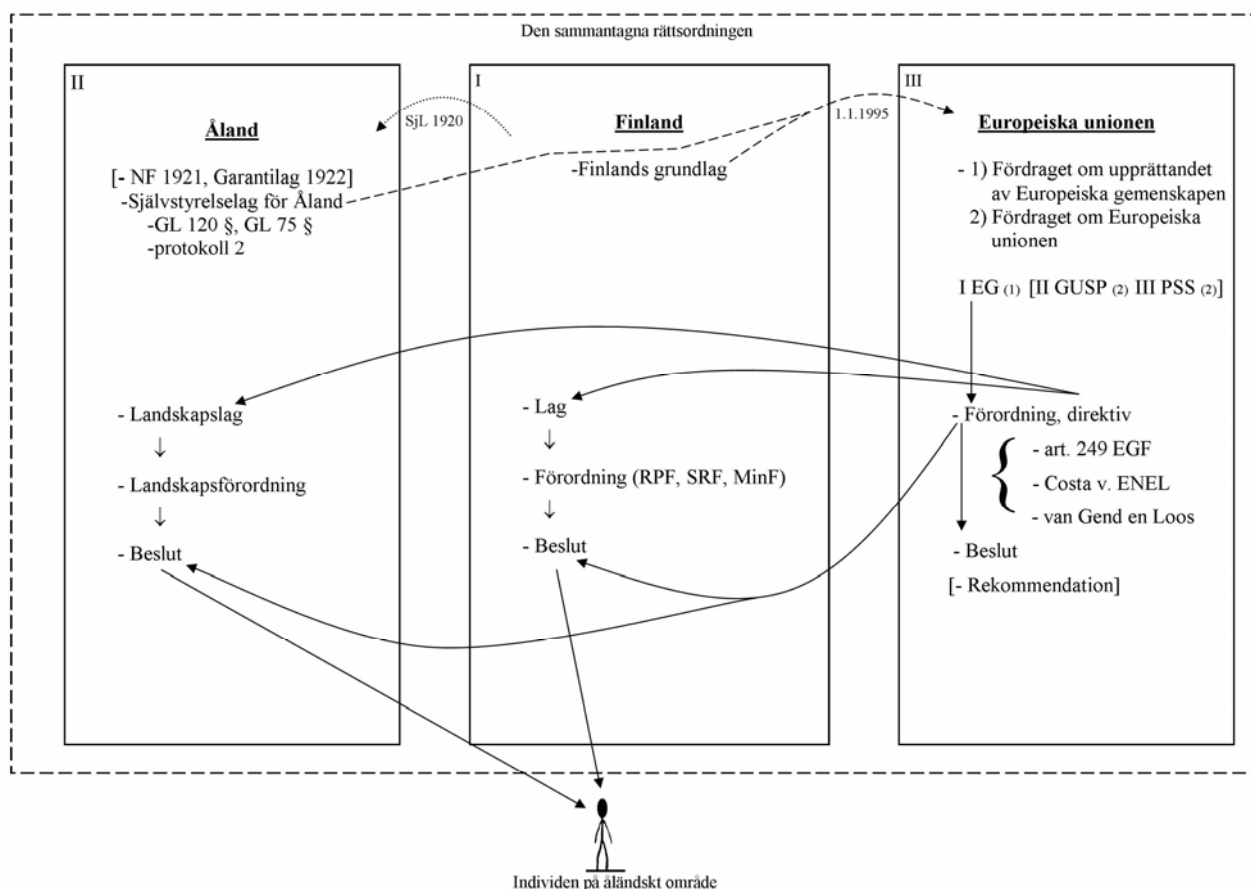 Den sammantagna rättsordningen
II
Åland
[- NF 1921, Garantilag 1922]
-Självstyrelselag för Åland
-GL 120 §, GL 75 §
-protokoll 2
- Landskapslag
↓
- Landskapsförordning
↓
- Beslut
SjL 1920
I
Finland
-Finlands grundlag
- Lag
↓
- Förordning (RPF, SRF, MinF)
↓
- Beslut
1.1.1995
III
Europeiska unionen
- 1) Fördraget om upprättandet
av Europeiska gemenskapen
2) Fördraget om Europeiska
unionen
I EG (1) [II GUSP (2) III PSS (2)]
- Förordning, direktiv
- art. 249 EGF
- Costa v. ENEL
- van Gend en Loos
- Beslut
[- Rekommendation]
Individen på åländskt område